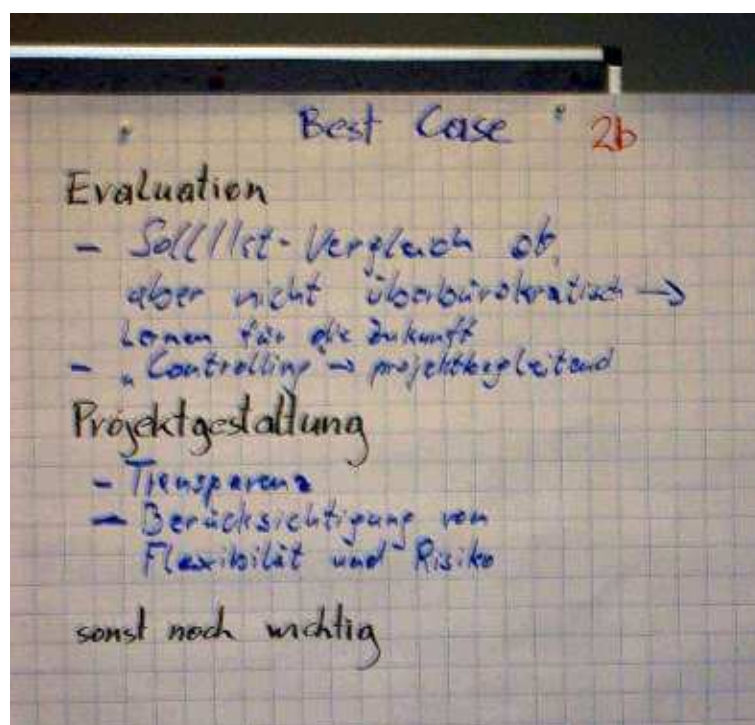 Best Case 2b
Evaluation
- Soll/Ist-Vergleich ok,
aber nicht überbürokratisch →
Lernen für die Zukunft
- "Controlling" → projektbegleitend
Projektgestaltung
- Transparenz
- Berücksichtigung von
Flexibilität und Risiko
sonst noch wichtig